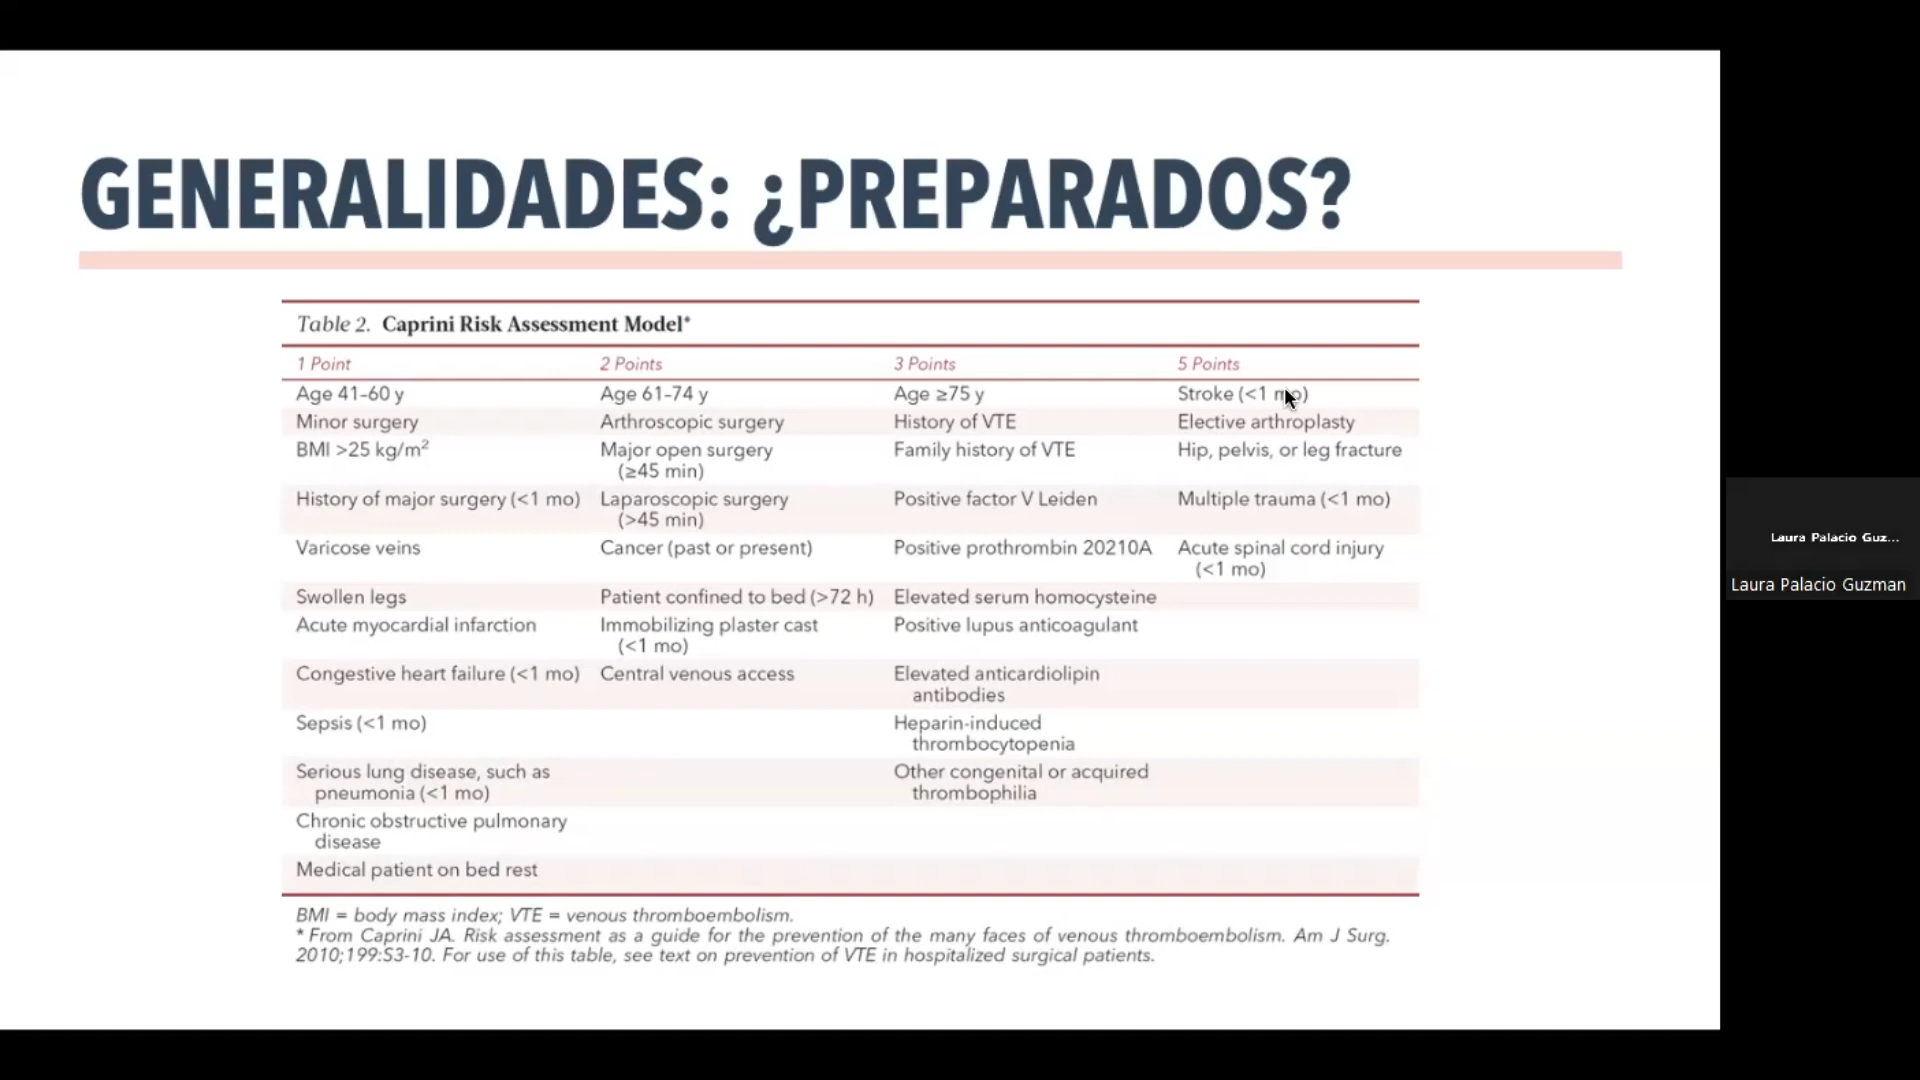 GENERALIDADES: ¿PREPARADOS?
Table 2. Caprini Risk Assessment Model*
1 Point 2 Points 3 Points 5 Points
Age 41–60 y Age 61–74 y Age ≥75 y Stroke (<1 mo)
Minor surgery Arthroscopic surgery History of VTE Elective arthroplasty
BMI >25 kg/m² Major open surgery Family history of VTE Hip, pelvis, or leg fracture
(≥45 min)
History of major surgery (<1 mo) Laparoscopic surgery Positive factor V Leiden Multiple trauma (<1 mo)
(>45 min)
Varicose veins Cancer (past or present) Positive prothrombin 20210A Acute spinal cord injury
(<1 mo)
Swollen legs Patient confined to bed (>72 h) Elevated serum homocysteine
Acute myocardial infarction Immobilizing plaster cast Positive lupus anticoagulant
(<1 mo)
Congestive heart failure (<1 mo) Central venous access Elevated anticardiolipin
antibodies
Sepsis (<1 mo) Heparin-induced
thrombocytopenia
Serious lung disease, such as Other congenital or acquired
pneumonia (<1 mo) thrombophilia
Chronic obstructive pulmonary
disease
Medical patient on bed rest
BMI = body mass index; VTE = venous thromboembolism.
* From Caprini JA. Risk assessment as a guide for the prevention of the many faces of venous thromboembolism. Am J Surg.
2010;199:S3-10. For use of this table, see text on prevention of VTE in hospitalized surgical patients.
Laura Palacio Guz...
Laura Palacio Guzman